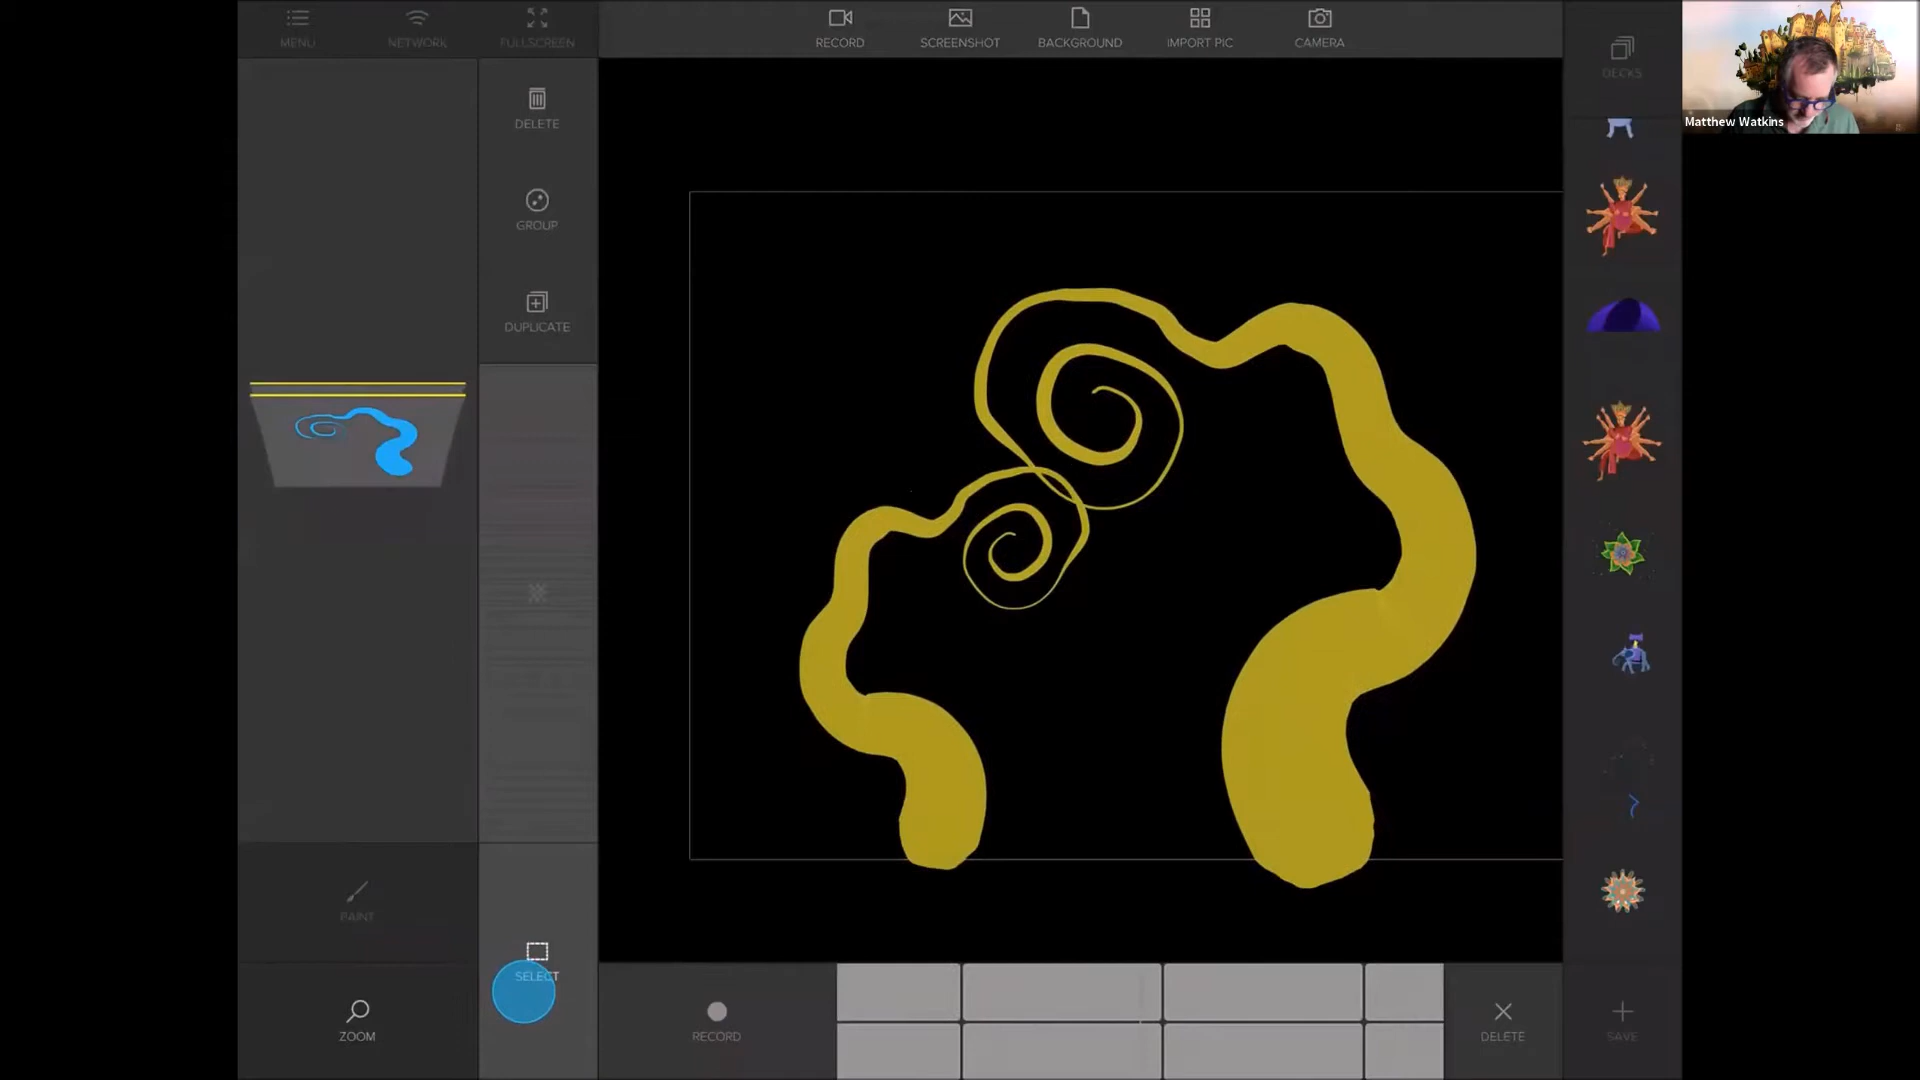 MENU
NETWORK
FULLSCREEN
RECORD
SCREENSHOT
BACKGROUND
IMPORT PIC
CAMERA
DECKS
Matthew Watkins
DELETE
GROUP
DUPLICATE
PAINT
SELECT
ZOOM
RECORD
DELETE
SAVE